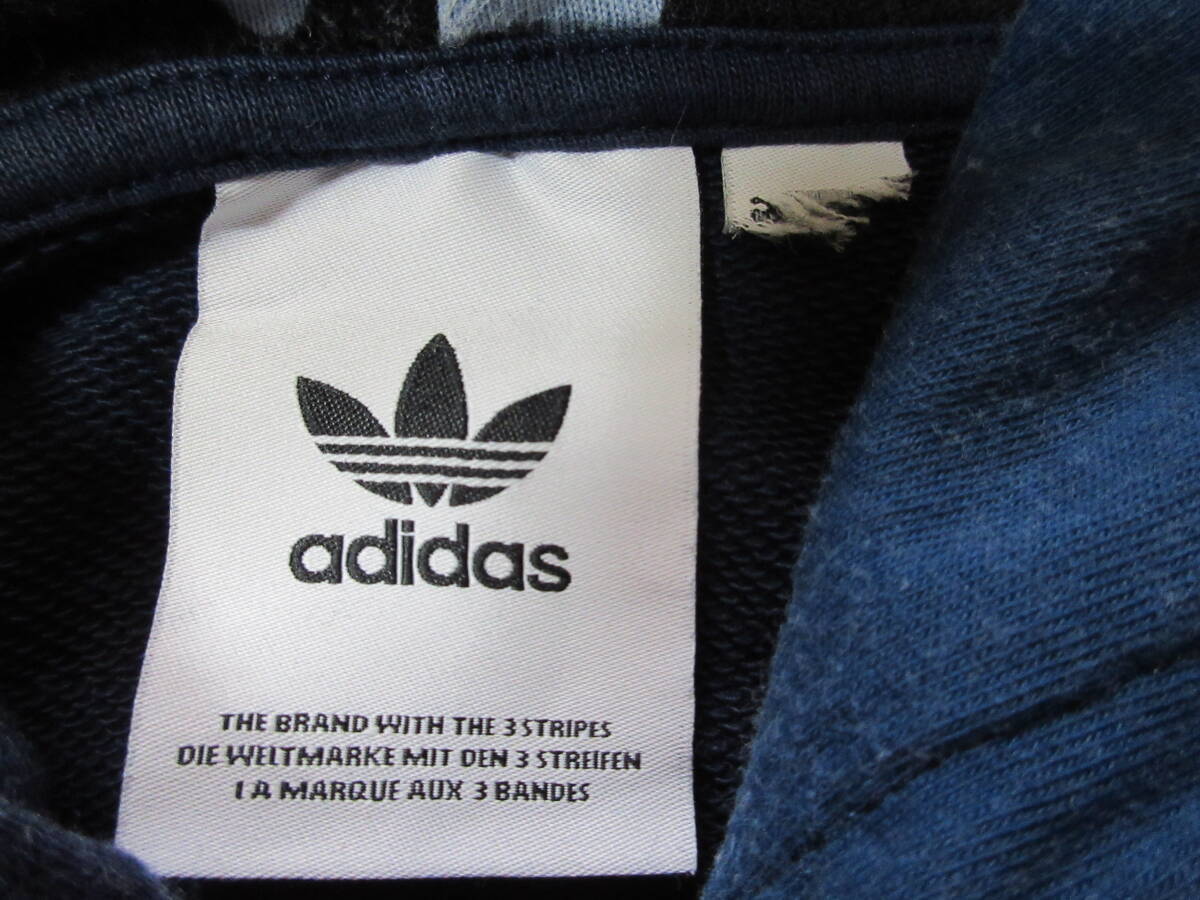 adidas
THE BRAND WITH THE 3 STRIPES
DIE WELTMARKE MIT DEN 3 STREIFEN
LA MARQUE AUX 3 BANDES